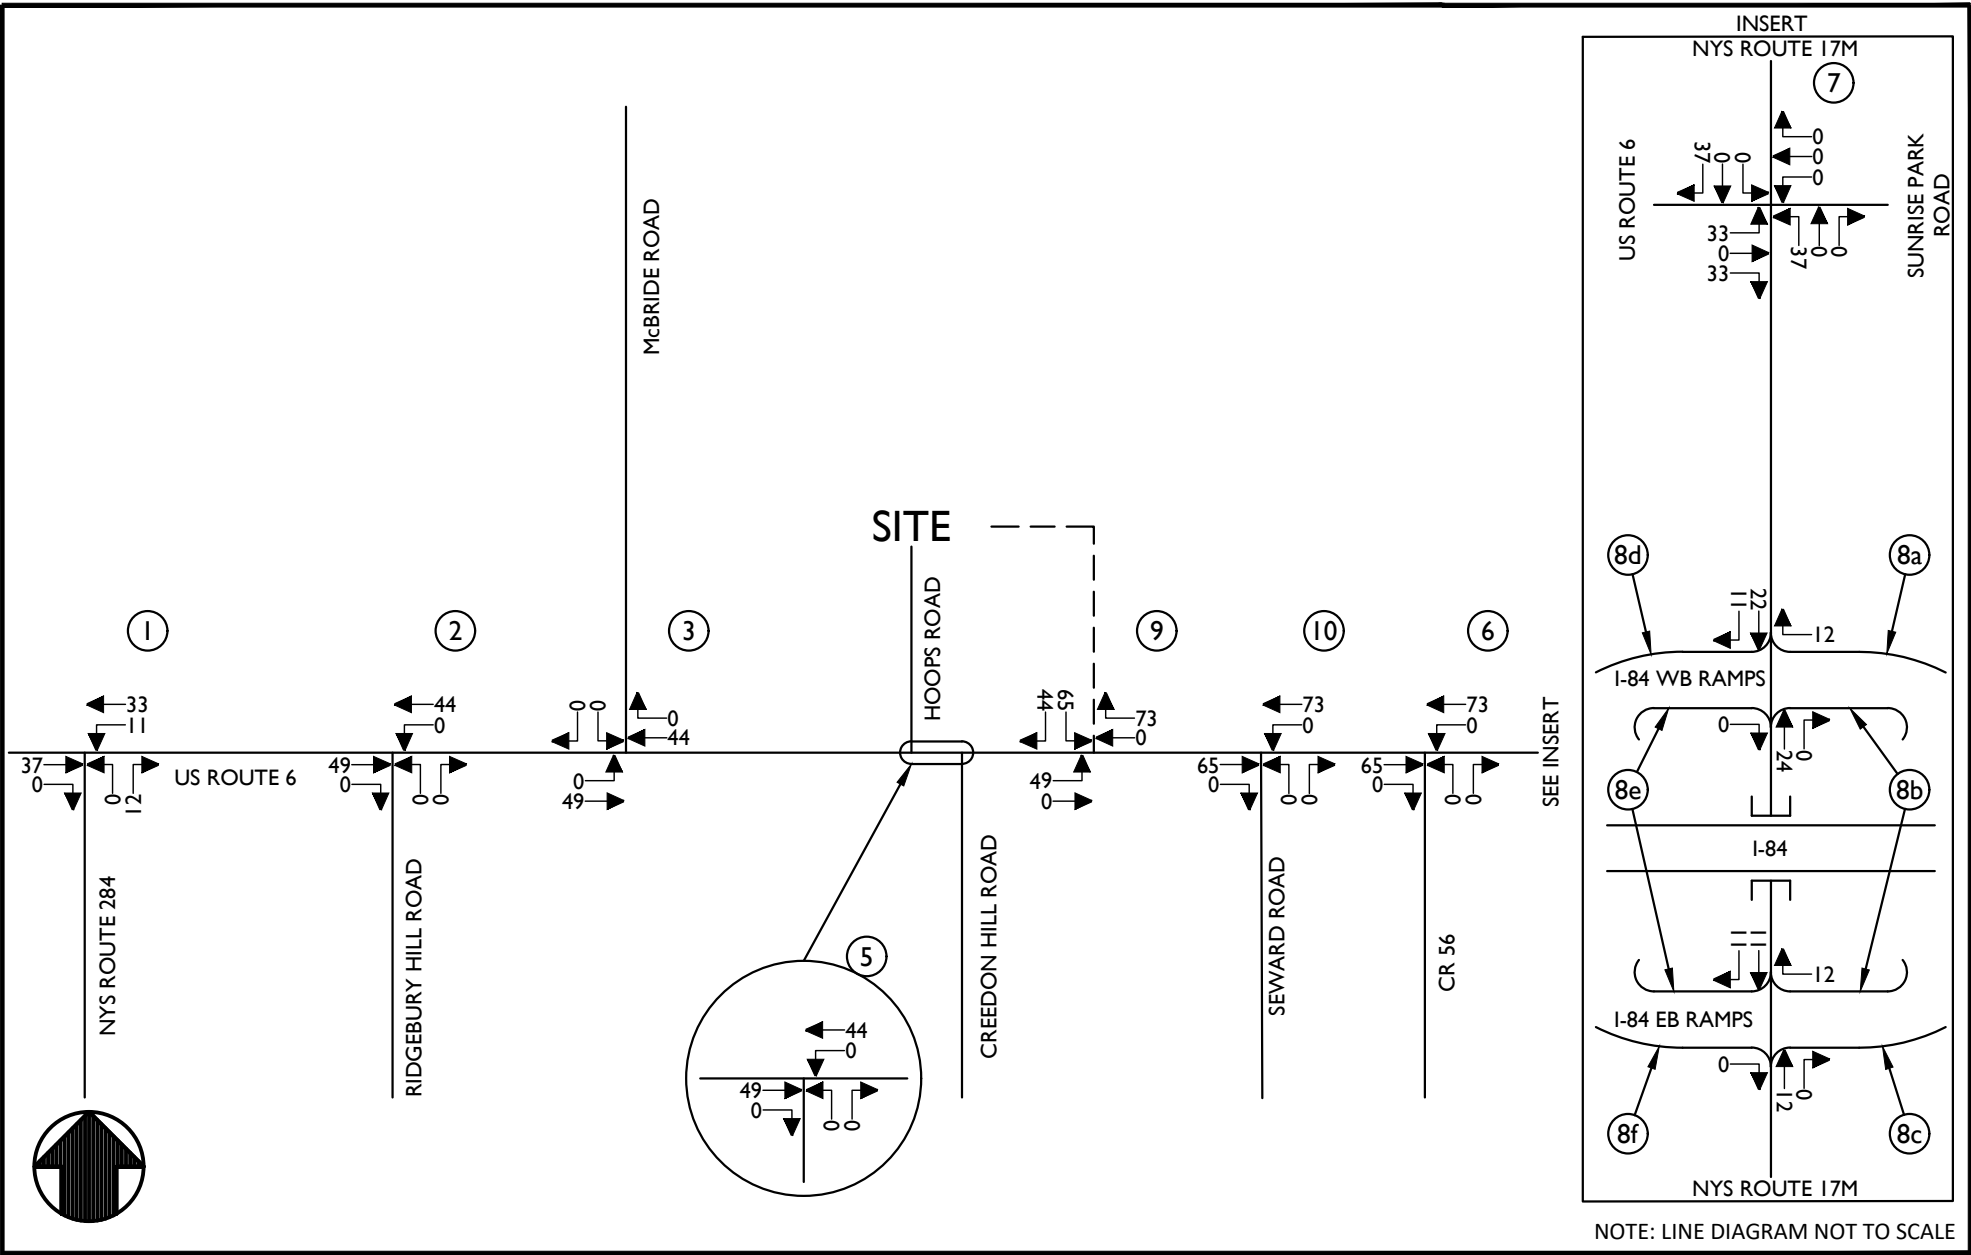 INSERT
NYS ROUTE 17M
7
0
0
0
37
0
0
US ROUTE 6
SUNRISE PARK
ROAD
33
0
33
37
0
0
McBRIDE ROAD
SITE
HOOPS ROAD
1
2
3
9
10
6
33
11
37
0
0
12
US ROUTE 6
NYS ROUTE 284
44
0
49
0
0
0
RIDGEBURY HILL ROAD
0
0
0
44
0
49
44
65
73
0
49
0
73
0
65
0
0
0
SEWARD ROAD
73
0
65
0
0
0
CR 56
SEE INSERT
CREEDON HILL ROAD
5
44
0
49
0
0
0
8d
8a
11
22
12
I-84 WB RAMPS
0
24
0
8e
8b
I-84
11
11
12
I-84 EB RAMPS
0
12
0
8f
8c
NYS ROUTE 17M
NOTE: LINE DIAGRAM NOT TO SCALE